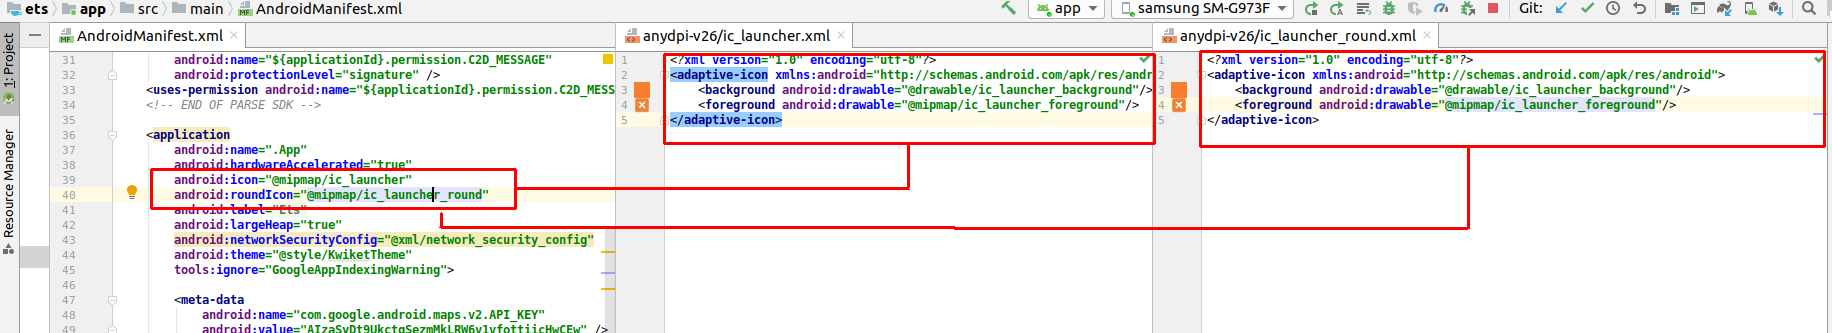 ets app src main AndroidManifest.xml app samsung SM-G973F Git:
AndroidManifest.xml anydpi-v26/ic_launcher.xml anydpi-v26/ic_launcher_round.xml
1: Project
Resource Manager
31 android:name="${applicationId}.permission.C2D_MESSAGE"
32 android:protectionLevel="signature" />
33 <uses-permission android:name="${applicationId}.permission.C2D_MESS
34 <!-- END OF PARSE SDK -->
35
36 <application
37 android:name=".App"
38 android:hardwareAccelerated="true"
39 android:icon="@mipmap/ic_launcher"
40 android:roundIcon="@mipmap/ic_launcher_round"
41 android:label="Ets"
42 android:largeHeap="true"
43 android:networkSecurityConfig="@xml/network_security_config"
44 android:theme="@style/KwiketTheme"
45 tools:ignore="GoogleAppIndexingWarning">
46
47 <meta-data
48 android:name="com.google.android.maps.v2.API_KEY"
49 android:value= />
1 <?xml version="1.0" encoding="utf-8"?>
2 <adaptive-icon xmlns:android="http://schemas.android.com/apk/res/andr
3 <background android:drawable="@drawable/ic_launcher_background"/>
4 <foreground android:drawable="@mipmap/ic_launcher_foreground"/>
5 </adaptive-icon>
1 <?xml version="1.0" encoding="utf-8"?>
2 <adaptive-icon xmlns:android="http://schemas.android.com/apk/res/android">
3 <background android:drawable="@drawable/ic_launcher_background"/>
4 <foreground android:drawable="@mipmap/ic_launcher_foreground"/>
5 </adaptive-icon>